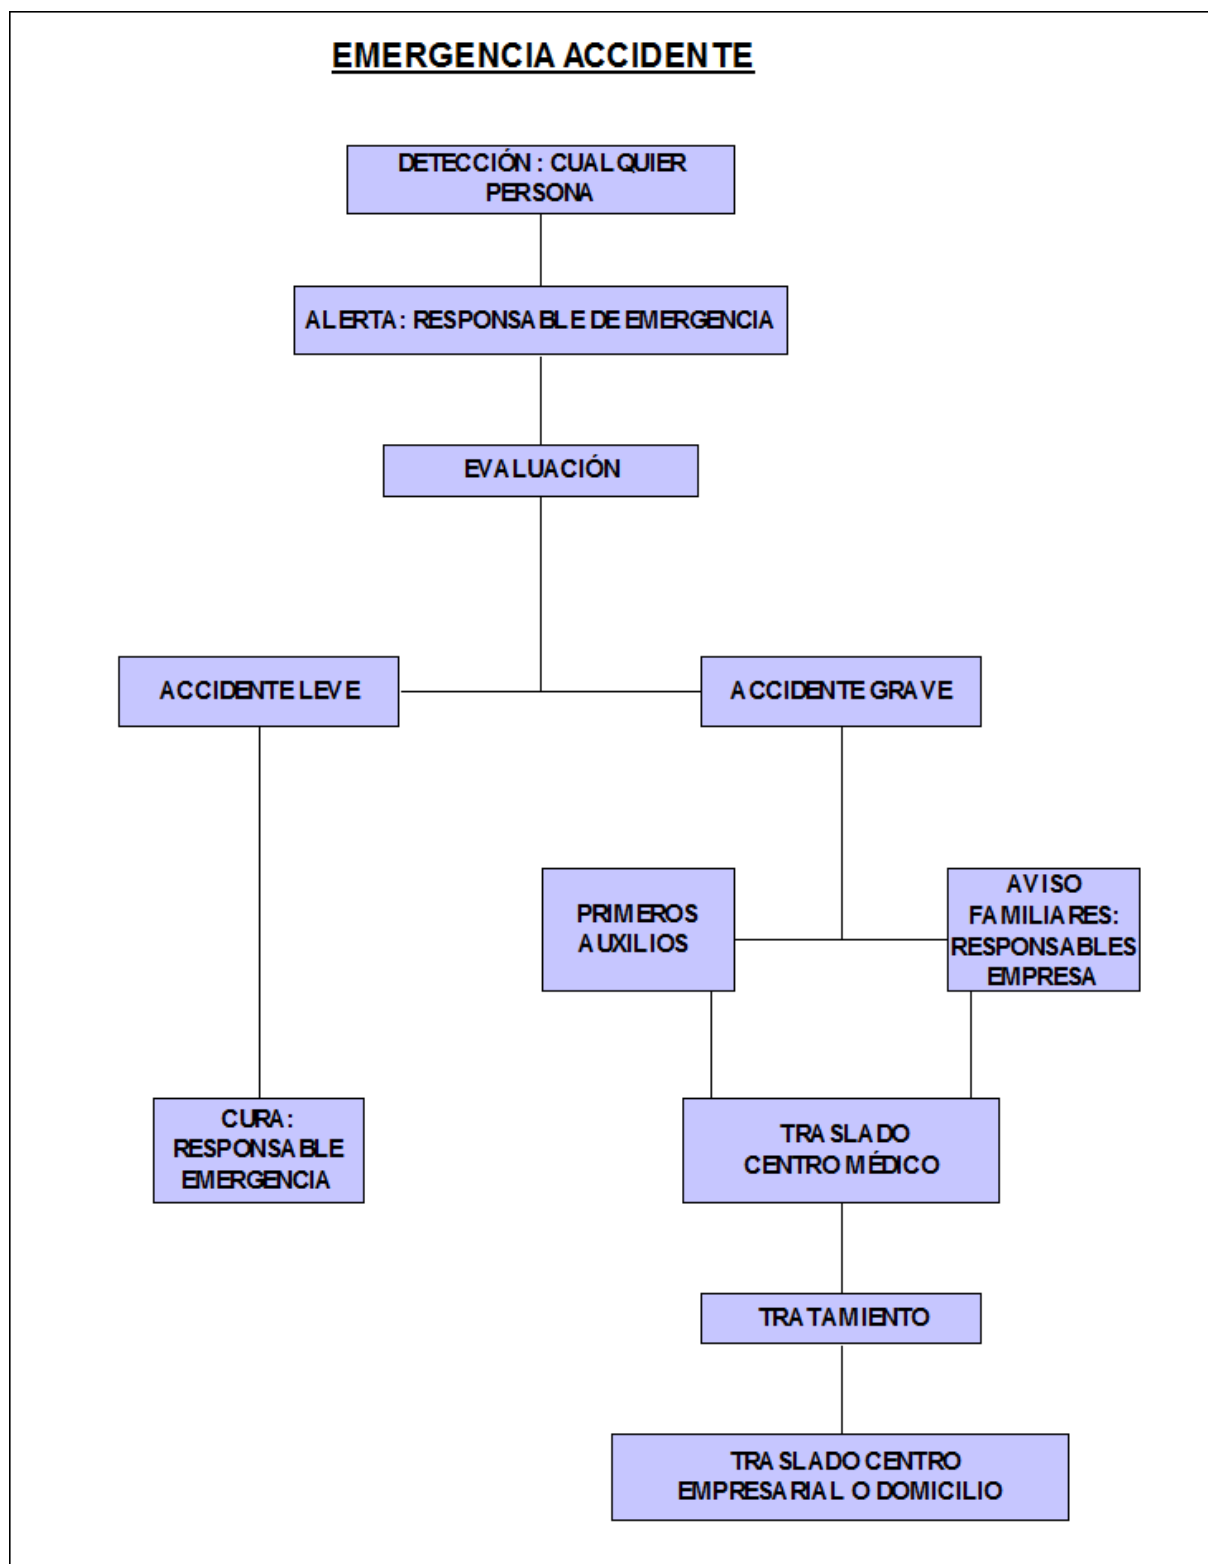 EMERGENCIA ACCIDENTE
DETECCIÓN : CUALQUIER
PERSONA
ALERTA: RESPONSABLE DE EMERGENCIA
EVALUACIÓN
ACCIDENTE LEVE
ACCIDENTE GRAVE
PRIMEROS
AUXILIOS
AVISO
FAMILIARES:
RESPONSABLES
EMPRESA
CURA:
RESPONSABLE
EMERGENCIA
TRASLADO
CENTRO MÉDICO
TRATAMIENTO
TRASLADO CENTRO
EMPRESARIAL O DOMICILIO